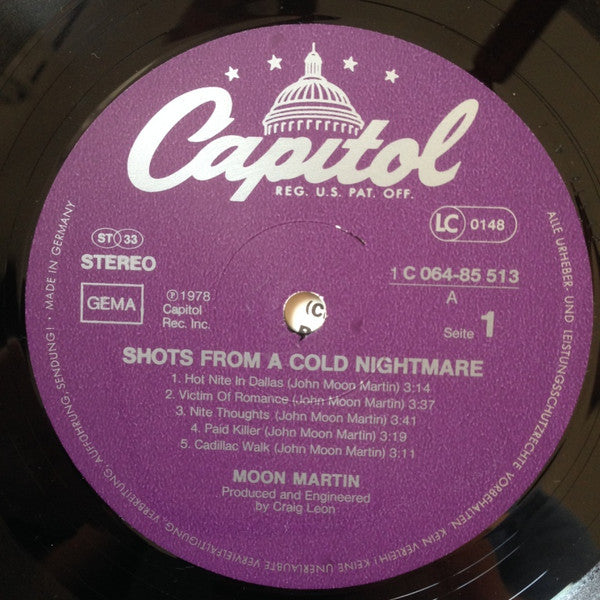 Capitol
REG. U.S. PAT. OFF.
LC 0148
ST 33
STEREO
GEMA
℗1978
Capitol
Rec. Inc.
1 C 064-85 513
A
Seite 1
SHOTS FROM A COLD NIGHTMARE
1. Hot Nite In Dallas (John Moon Martin) 3:14
2. Victim Of Romance (John Moon Martin) 3:37
3. Nite Thoughts (John Moon Martin) 3:41
4. Paid Killer (John Moon Martin) 3:19
5. Cadillac Walk (John Moon Martin) 3:11
MOON MARTIN
Produced and Engineered
by Craig Leon
ALLE URHEBER- UND LEISTUNGSSCHUTZRECHTE VORBEHALTEN. KEIN VERLEIH! KEINE UNERLAUBTE VERVIELFÄLTIGUNG, VERBREITUNG, AUFFÜHRUNG, SENDUNG! · MADE IN GERMANY